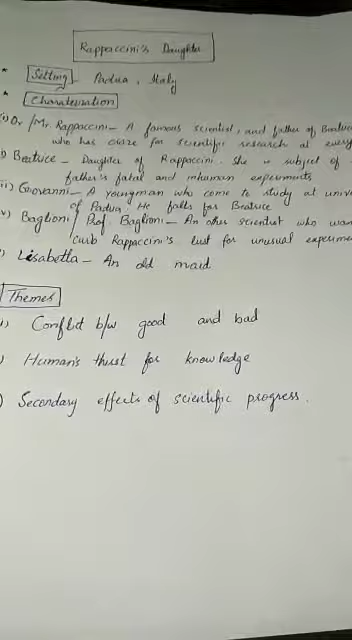 Rappaccini's Daughter
* Setting - Padua, Italy
* Charaterisation
i) Dr/Mr. Rappaccini - A famous scientist, and father of Beatrice
who has craze for scientific research at every
) Beatrice - Daughter of Rappaccini. She is subject of
father's fatal and inhuman experiments
iii) Giovanni - A youngman who come to study at univ
of Padua. He falls for Beatrice
v) Baglioni / Prof. Baglioni - An other scientist who wan
curb Rappaccini's lust for unusual experime
) Lisabetta - An old maid
Themes
i) Conflict b/w good and bad
) Human's thirst for knowledge
) Secondary effects of scientific progress.